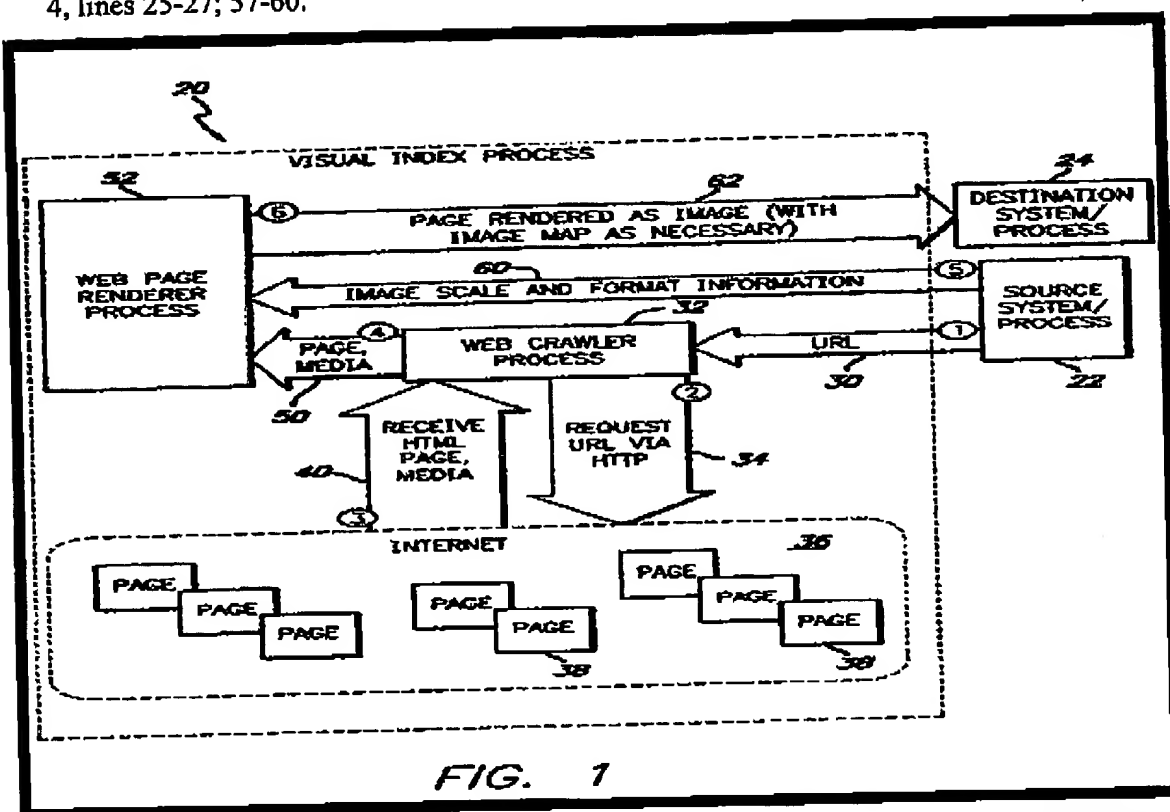 4, lines 25-27; 57-60.
20
VISUAL INDEX PROCESS
52
WEB PAGE
RENDERER
PROCESS
6
62
PAGE RENDERED AS IMAGE (WITH
IMAGE MAP AS NECESSARY)
24
DESTINATION
SYSTEM/
PROCESS
60
5
IMAGE SCALE AND FORMAT INFORMATION
SOURCE
SYSTEM/
PROCESS
22
4
PAGE,
MEDIA
50
32
WEB CRAWLER
PROCESS
1
URL
30
2
RECEIVE
HTML
PAGE,
MEDIA
40
3
REQUEST
URL VIA
HTTP
34
INTERNET
36
PAGE
PAGE
PAGE
PAGE
PAGE
38
PAGE
PAGE
PAGE
38
FIG. 1